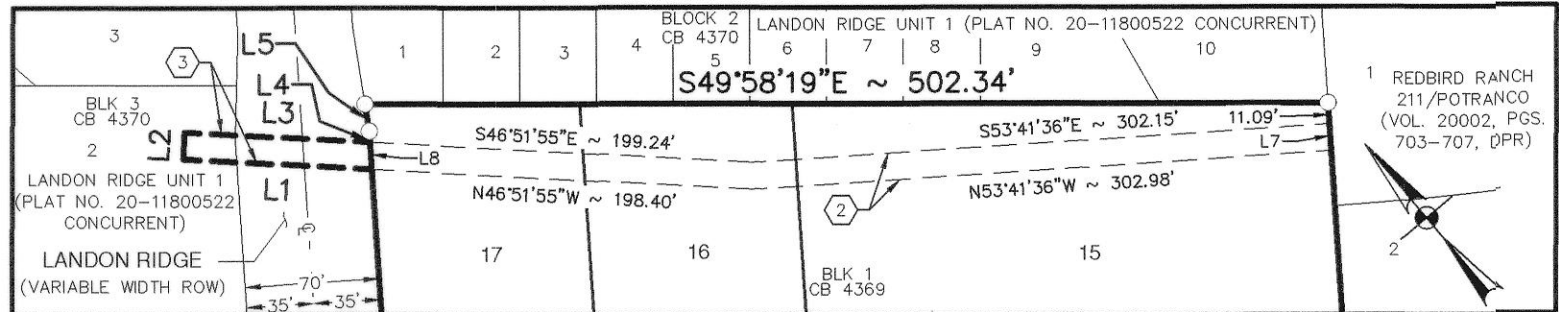 3
3
L5
L4
L3
BLK 3
CB 4370
2
L2
L1
LANDON RIDGE UNIT 1
(PLAT NO. 20-11800522
CONCURRENT)
LANDON RIDGE
(VARIABLE WIDTH ROW)
70'
35'
35'
1
2
3
4
BLOCK 2
CB 4370
5
LANDON RIDGE UNIT 1 (PLAT NO. 20-11800522 CONCURRENT)
6
7
8
9
10
S49°58'19"E ~ 502.34'
S46°51'55"E ~ 199.24'
S53°41'36"E ~ 302.15'
11.09'
L7
L8
N46°51'55"W ~ 198.40'
N53°41'36"W ~ 302.98'
2
17
16
15
BLK 1
CB 4369
1
REDBIRD RANCH
211/POTRANCO
(VOL. 20002, PGS.
703-707, DPR)
2